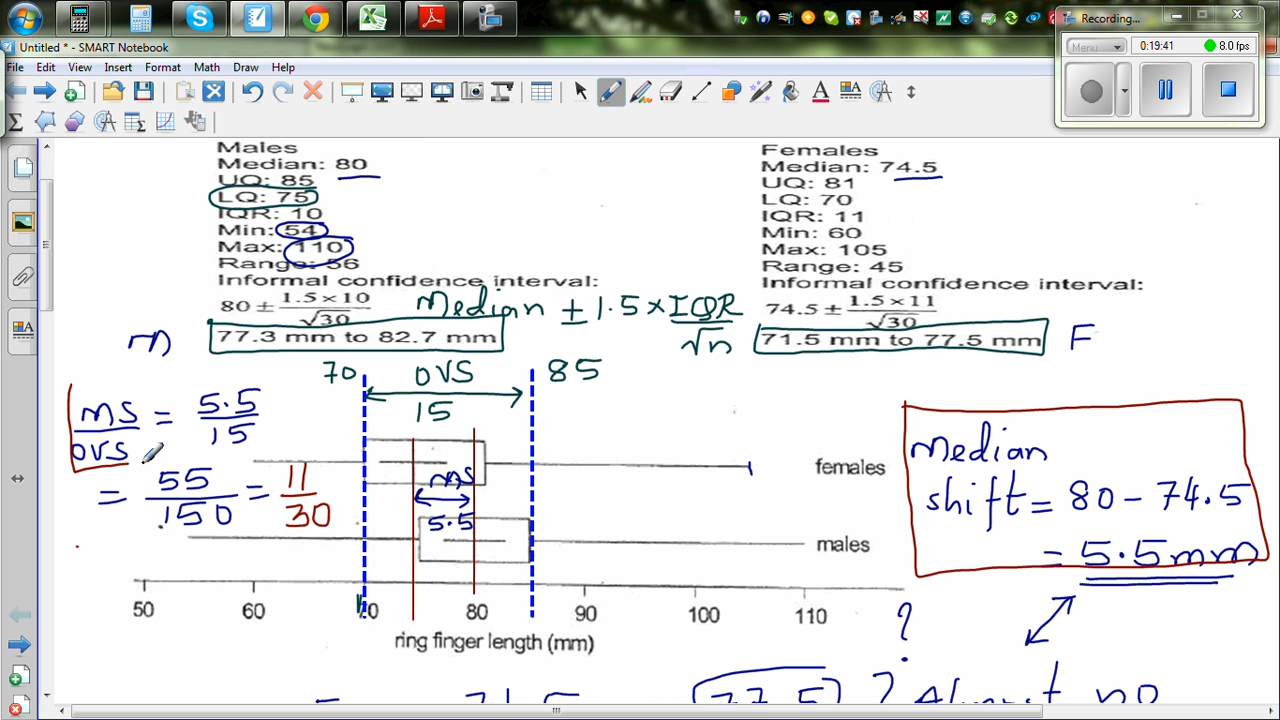 Untitled * - SMART Notebook
Recording...
Menu
0:19:41
8.0 fps
File Edit View Insert Format Math Draw Help
Males
Median: 80
UQ: 85
LQ: 75
IQR: 10
Min: 54
Max: 110
Range: 56
Informal confidence interval:
80 ± 1.5 × 10
√30
77.3 mm to 82.7 mm
Females
Median: 74.5
UQ: 81
LQ: 70
IQR: 11
Min: 60
Max: 105
Range: 45
Informal confidence interval:
74.5 ± 1.5 × 11
√30
71.5 mm to 77.5 mm
Median ± 1.5 × IQR
√n
m
F
70 OVS 85
15
MS = 5.5
OVS 15
= 55 = 11
150 30
MS
5.5
females
males
Median
shift = 80 - 74.5
= 5.5mm
50 60 70 80 90 100 110
ring finger length (mm)
?
77.5 ? Almost no